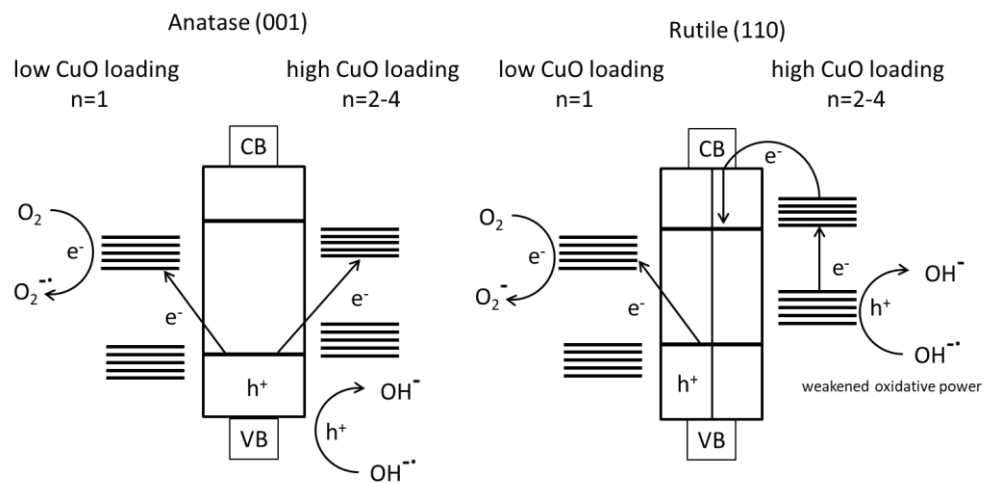 Anatase (001)
low CuO loading
n=1
high CuO loading
n=2-4
CB
O₂
e⁻
O₂⁻˙
e⁻
e⁻
h⁺
VB
OH⁻
h⁺
OH⁻˙
Rutile (110)
low CuO loading
n=1
high CuO loading
n=2-4
CB
e⁻
O₂
e⁻
O₂⁻
e⁻
h⁺
VB
e⁻
OH⁻
h⁺
OH⁻˙
weakened oxidative power